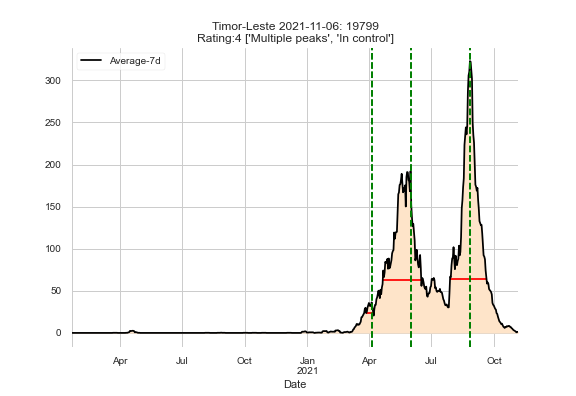 Timor-Leste 2021-11-06: 19799
Rating:4 ['Multiple peaks', 'In control']
Average-7d
300
250
200
150
100
50
0
Apr
Jul
Oct
Jan
2021
Apr
Jul
Oct
Date